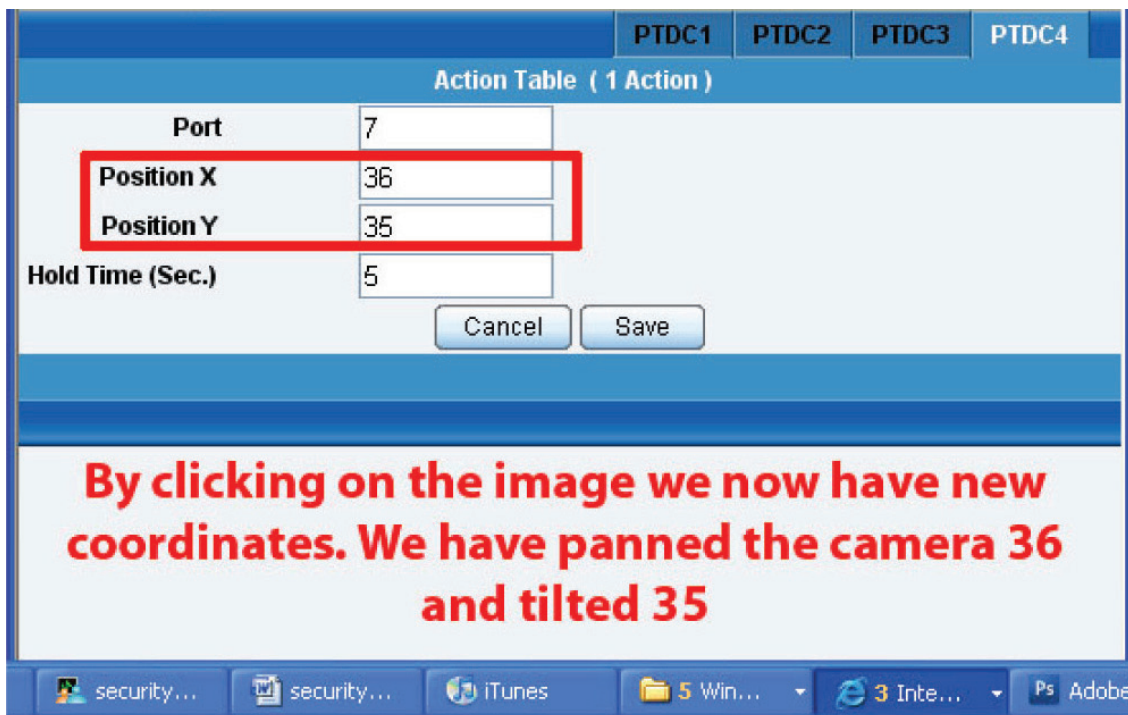 PTDC1 PTDC2 PTDC3 PTDC4
Action Table ( 1 Action )
Port 7
Position X 36
Position Y 35
Hold Time (Sec.) 5
Cancel Save
By clicking on the image we now have new
coordinates. We have panned the camera 36
and tilted 35
security... security... iTunes 5 Win... 3 Inte... Ps Adobe